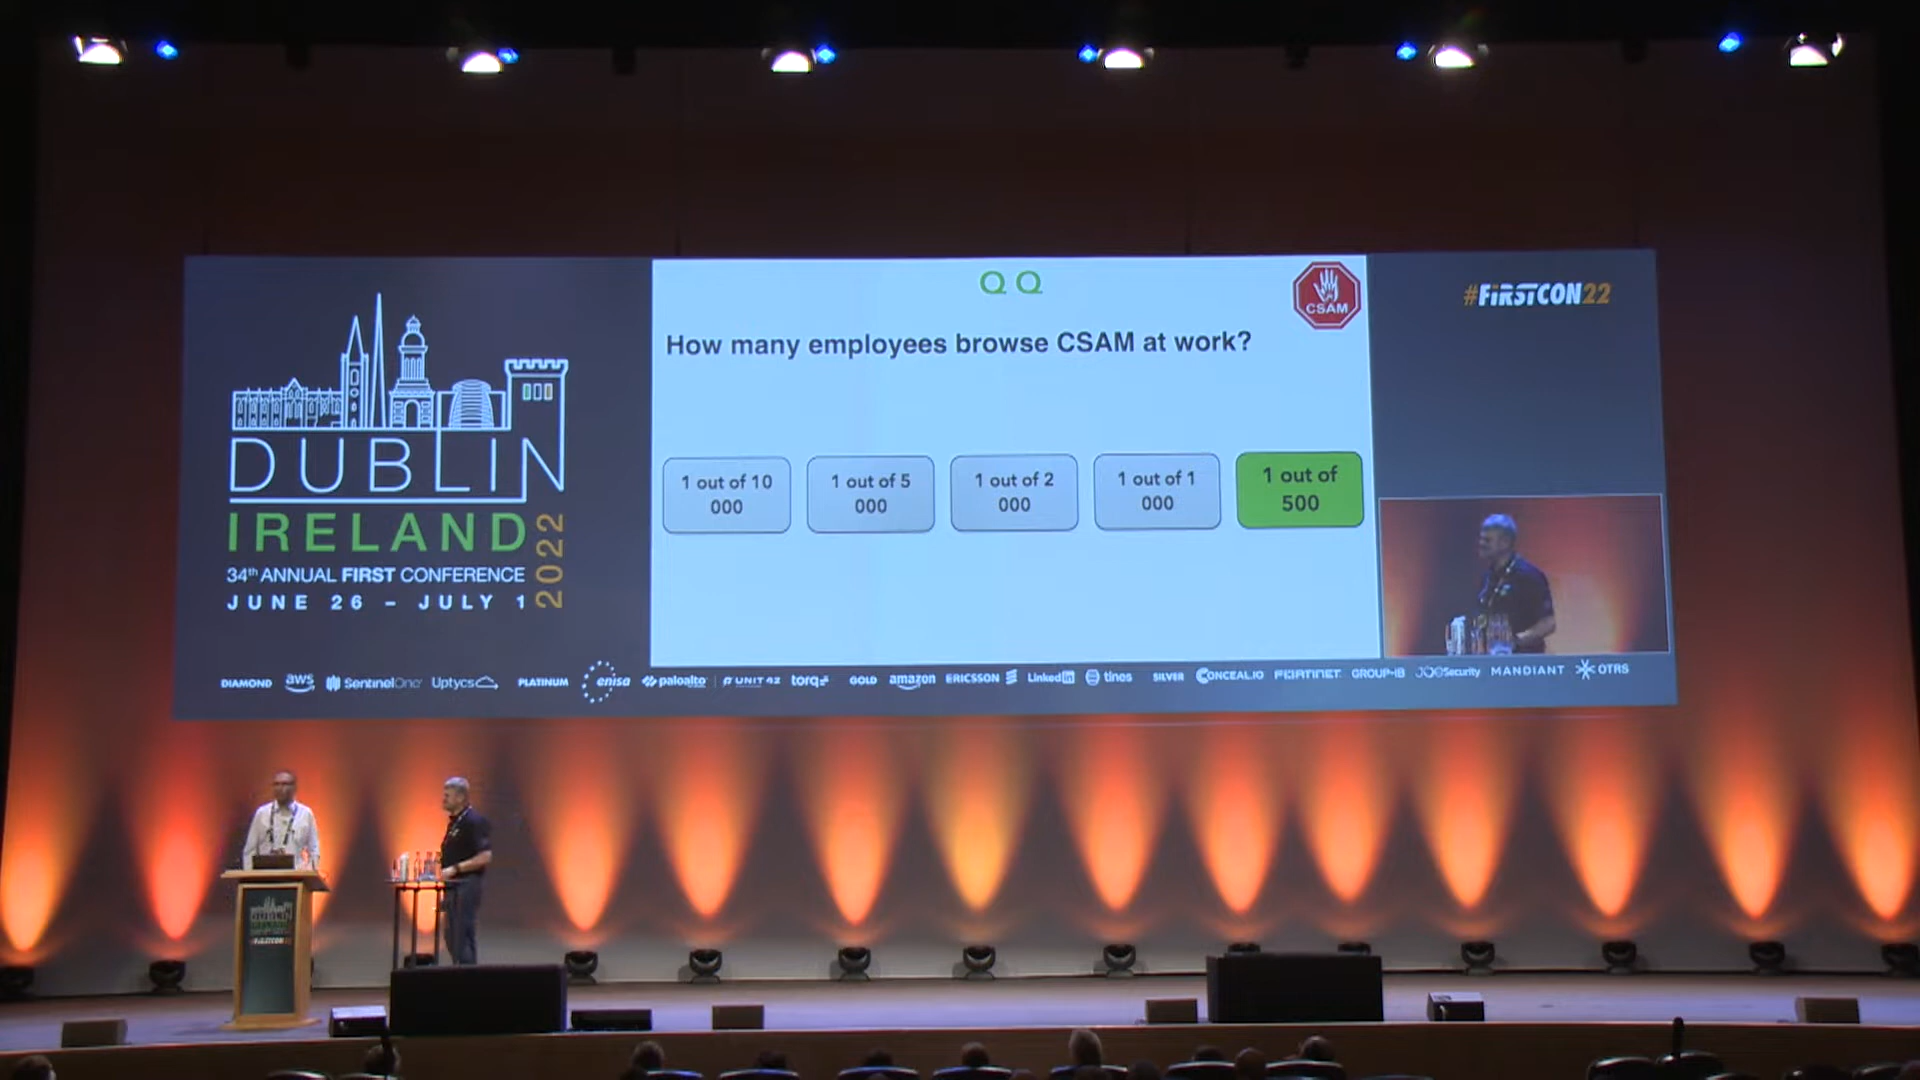 Q Q
CSAM
How many employees browse CSAM at work?
1 out of 10
000
1 out of 5
000
1 out of 2
000
1 out of 1
000
1 out of
500
#FiRSTCON22
DUBLIN
IRELAND
2022
34th ANNUAL FIRST CONFERENCE
JUNE 26 – JULY 1
DIAMOND aws SentinelOne Uptycs PLATINUM enisa paloalto UNIT 42 torq GOLD amazon ERICSSON LinkedIn tines SILVER CONCEAL.IO FORTINET GROUP-IB JOeSecurity MANDIANT OTRS
DUBLIN
IRELAND
#FiRSTCON22